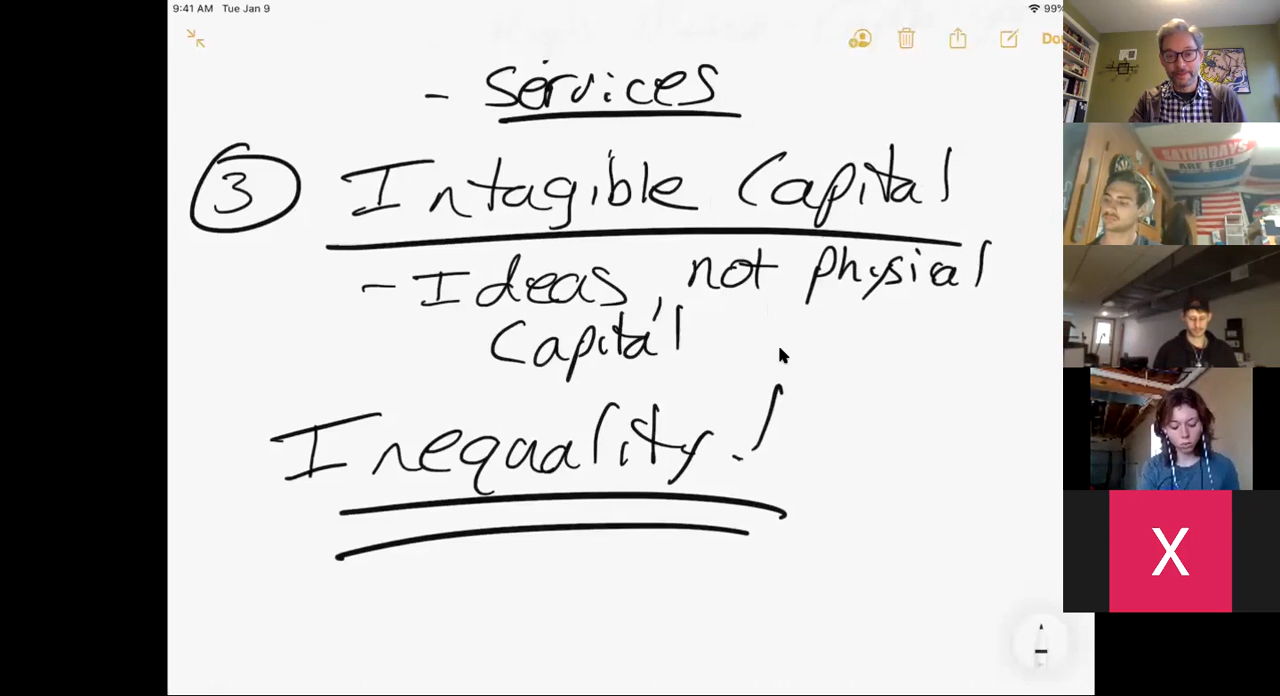 9:41 AM Tue Jan 9
99%
Do
- Services
3 Intagible Capital
- Ideas, not physical
Capital
Inequality!
SATURDAYS
ARE FOR
X